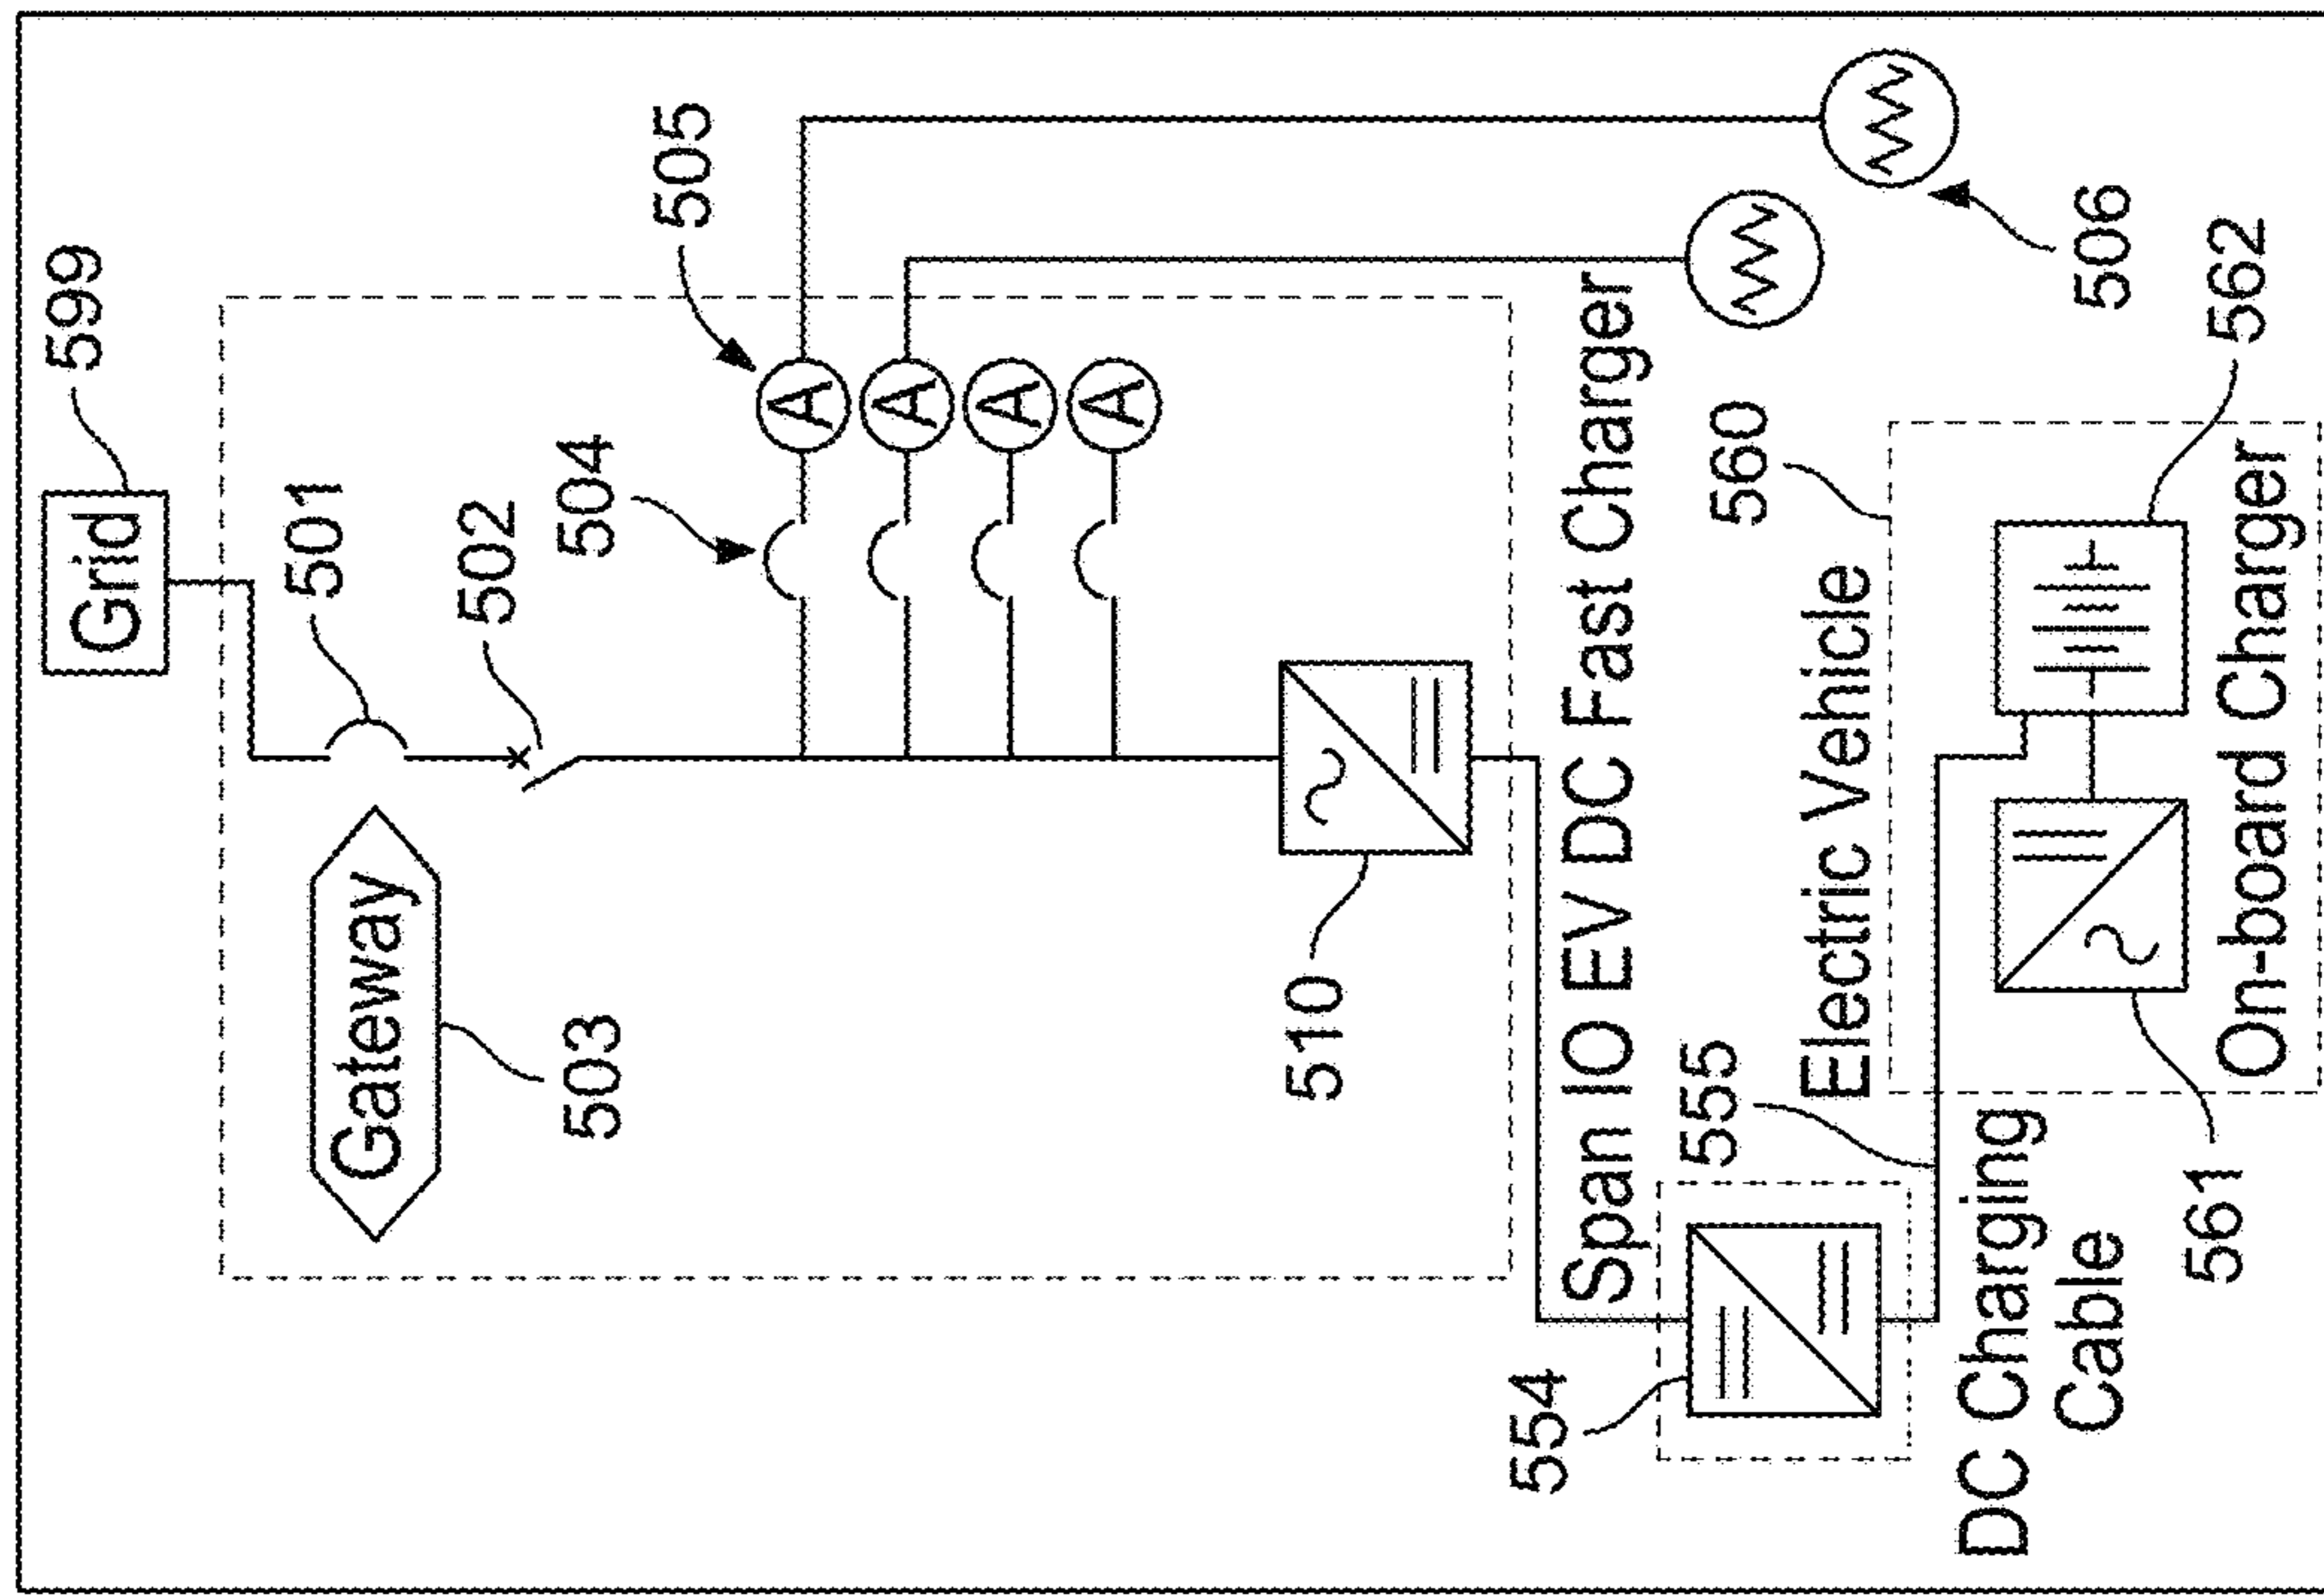 Grid
599
501
Gateway
502
503
504
505
A
A
A
A
510
Span IO EV DC Fast Charger
506
554
555
DC Charging
Cable
Electric Vehicle
560
561
562
On-board Charger